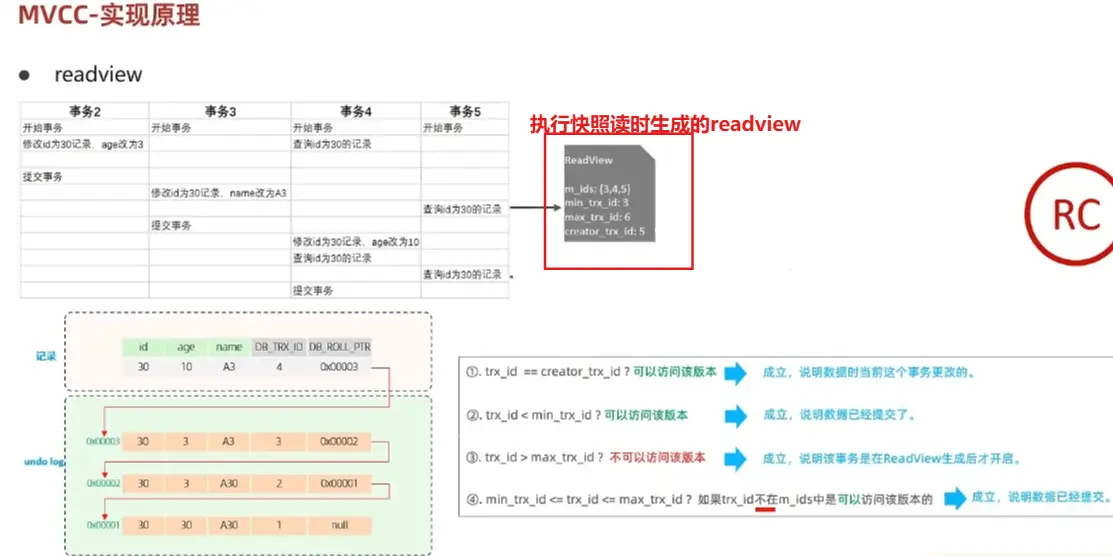 MVCC-实现原理
● readview
事务2 事务3 事务4 事务5
开始事务 开始事务 开始事务 开始事务
修改id为30记录、age改为3 查询id为30的记录
提交事务
修改id为30记录、name改为A3
查询id为30的记录
提交事务
修改id为30记录、age改为10
查询id为30的记录
查询id为30的记录
提交事务
执行快照读时生成的readview
ReadView
m_ids: {3,4,5}
min_trx_id: 3
max_trx_id: 6
creator_trx_id: 5
RC
记录
id age name DB_TRX_ID DB_ROLL_PTR
30 10 A3 4 0x00003
undo log
0x00003 30 3 A3 3 0x00002
0x00002 30 3 A30 2 0x00001
0x00001 30 30 A30 1 null
①. trx_id == creator_trx_id ? 可以访问该版本 成立，说明数据时当前这个事务更改的。
②. trx_id < min_trx_id ? 可以访问该版本 成立，说明数据已经提交了。
③. trx_id > max_trx_id ? 不可以访问该版本 成立，说明该事务是在ReadView生成后才开启。
④. min_trx_id <= trx_id <= max_trx_id ? 如果trx_id不在m_ids中是可以访问该版本的 成立，说明数据已经提交。